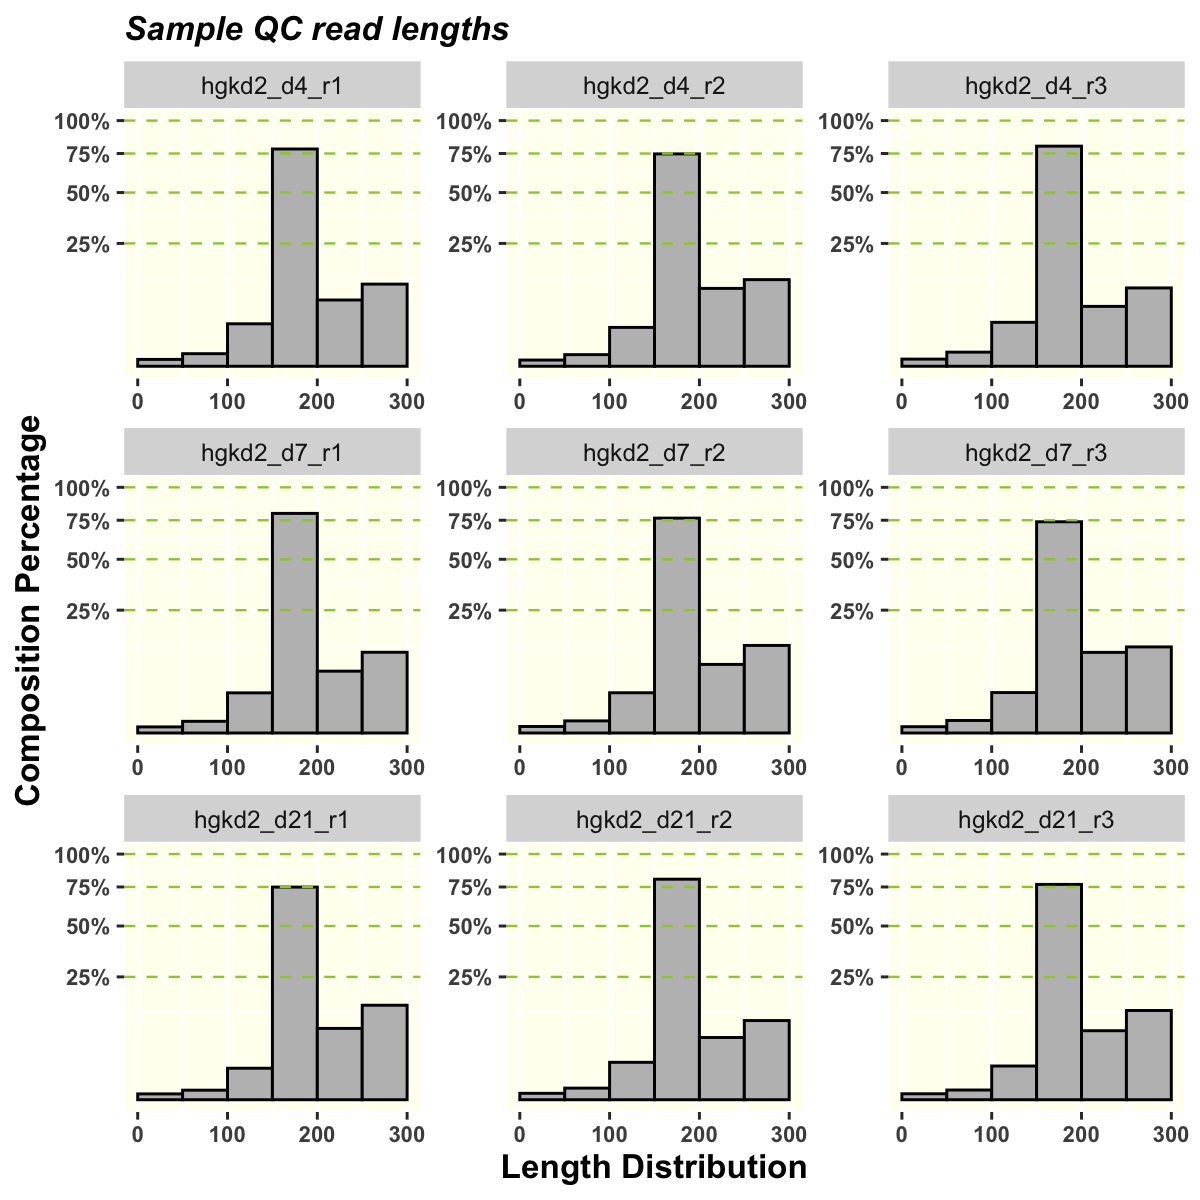 Sample QC read lengths
hgkd2_d4_r1 hgkd2_d4_r2 hgkd2_d4_r3
100% 100% 100%
75% 75% 75%
50% 50% 50%
25% 25% 25%
0 100 200 300 0 100 200 300 0 100 200 300
hgkd2_d7_r1 hgkd2_d7_r2 hgkd2_d7_r3
100% 100% 100%
75% 75% 75%
50% 50% 50%
25% 25% 25%
0 100 200 300 0 100 200 300 0 100 200 300
hgkd2_d21_r1 hgkd2_d21_r2 hgkd2_d21_r3
100% 100% 100%
75% 75% 75%
50% 50% 50%
25% 25% 25%
0 100 200 300 0 100 200 300 0 100 200 300
Length Distribution
Composition Percentage